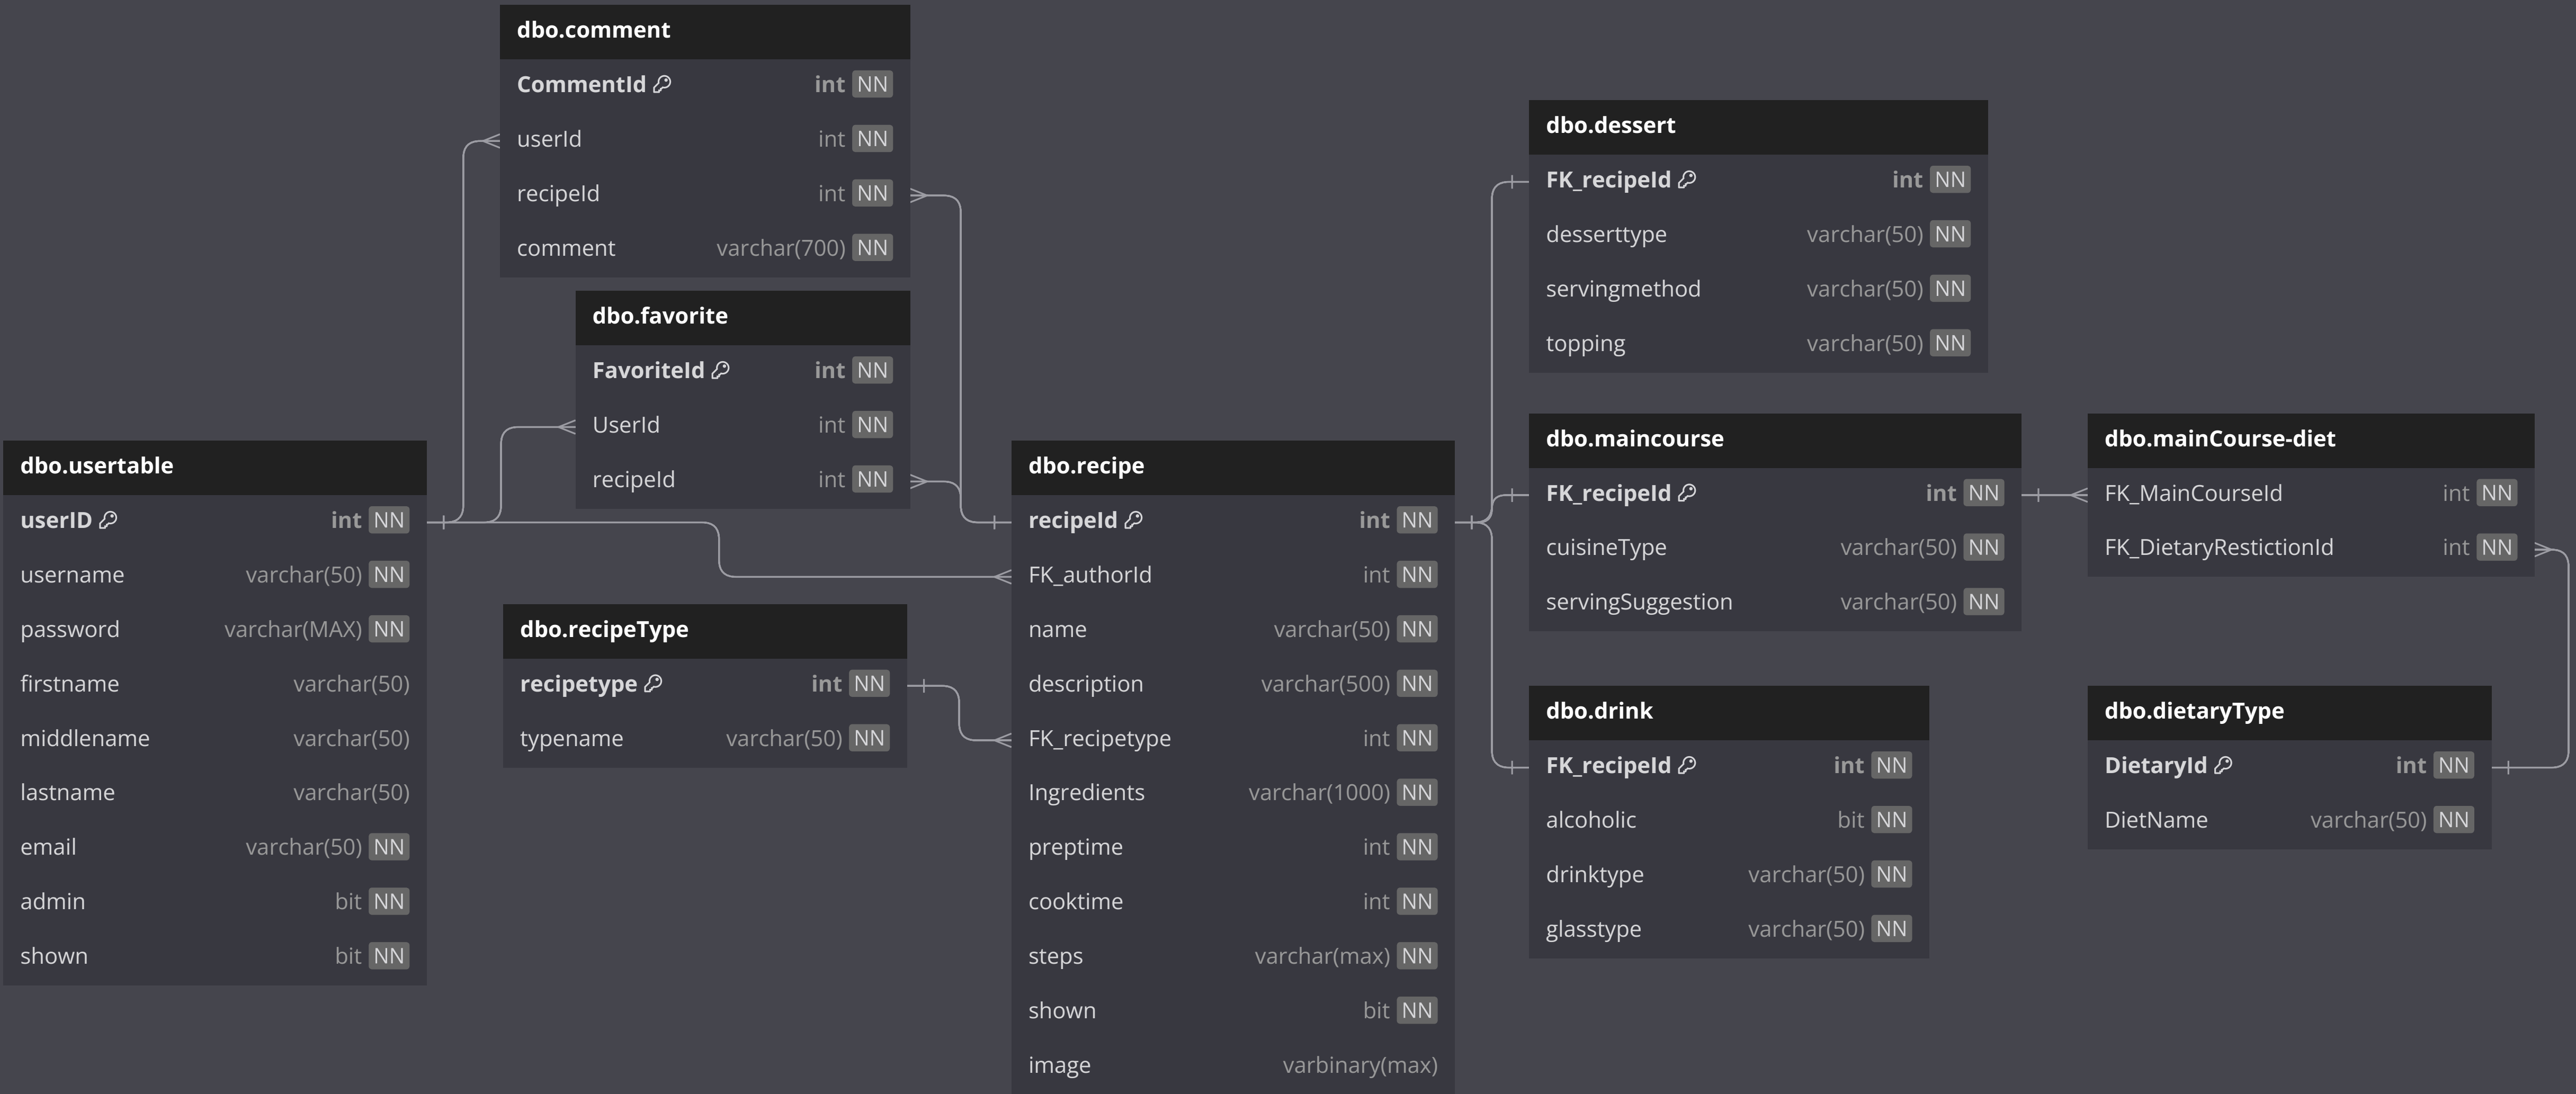 dbo.comment
CommentId int NN
userId int NN
recipeId int NN
comment varchar(700) NN
dbo.favorite
FavoriteId int NN
UserId int NN
recipeId int NN
dbo.usertable
userID int NN
username varchar(50) NN
password varchar(MAX) NN
firstname varchar(50)
middlename varchar(50)
lastname varchar(50)
email varchar(50) NN
admin bit NN
shown bit NN
dbo.recipeType
recipetype int NN
typename varchar(50) NN
dbo.recipe
recipeId int NN
FK_authorId int NN
name varchar(50) NN
description varchar(500) NN
FK_recipetype int NN
Ingredients varchar(1000) NN
preptime int NN
cooktime int NN
steps varchar(max) NN
shown bit NN
image varbinary(max)
dbo.dessert
FK_recipeId int NN
desserttype varchar(50) NN
servingmethod varchar(50) NN
topping varchar(50) NN
dbo.maincourse
FK_recipeId int NN
cuisineType varchar(50) NN
servingSuggestion varchar(50) NN
dbo.drink
FK_recipeId int NN
alcoholic bit NN
drinktype varchar(50) NN
glasstype varchar(50) NN
dbo.mainCourse-diet
FK_MainCourseId int NN
FK_DietaryRestictionId int NN
dbo.dietaryType
DietaryId int NN
DietName varchar(50) NN